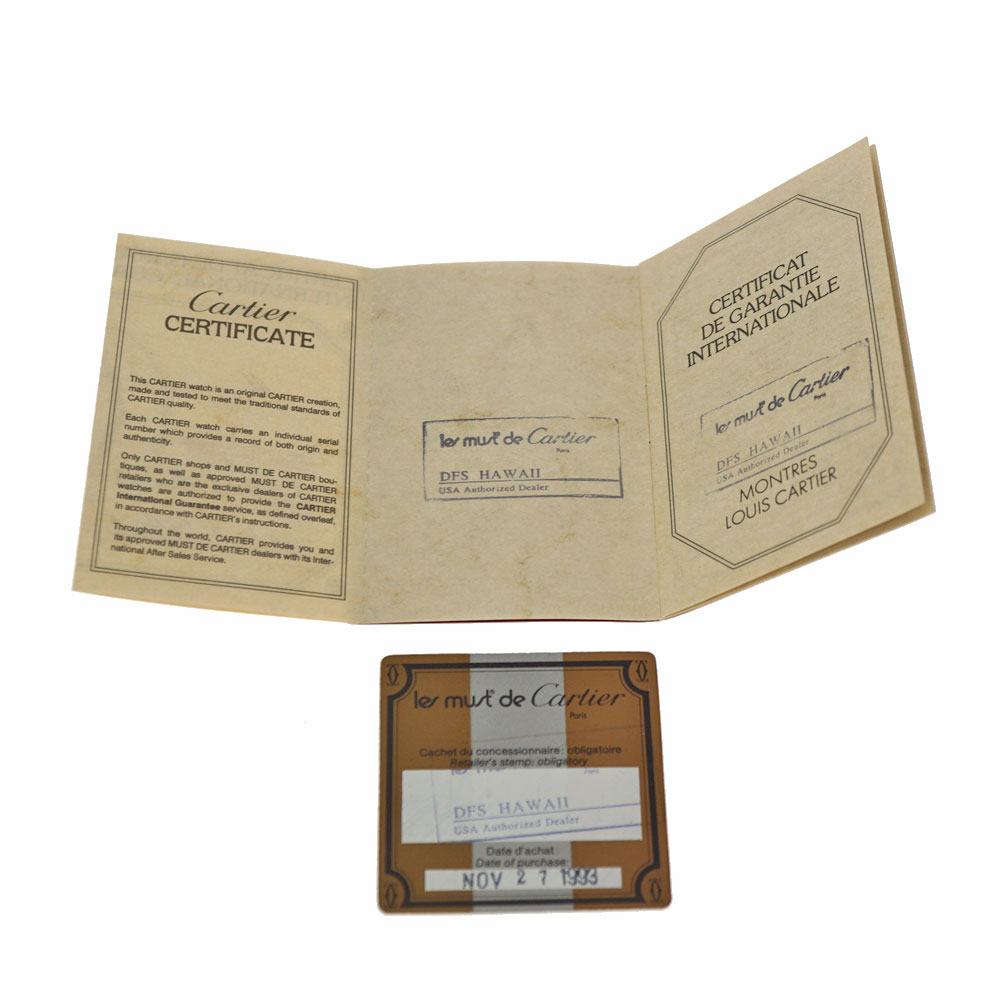 Cartier
CERTIFICATE
This CARTIER watch is an original CARTIER creation,
made and tested to meet the traditional standards of
CARTIER quality.
Each CARTIER watch carries an individual serial
number which provides a record of both origin and
authenticity.
Only CARTIER shops and MUST DE CARTIER bou-
tiques, as well as approved MUST DE CARTIER
retailers who are the exclusive dealers of CARTIER
watches are authorized to provide the CARTIER
International Guarantee service, as defined overleaf,
in accordance with CARTIER's instructions.
Throughout the world, CARTIER provides you and
its approved MUST DE CARTIER dealers with its Inter-
national After Sales Service.
les must de Cartier
Paris
DFS HAWAII
USA Authorized Dealer
CERTIFICAT
DE GARANTIE
INTERNATIONALE
les must de Cartier
Paris
DFS HAWAII
USA Authorized Dealer
MONTRES
LOUIS CARTIER
les must de Cartier
Paris
Cachet du concessionnaire: obligatoire
Retailer's stamp: obligatory
DFS HAWAII
USA Authorized Dealer
Date d'achat:
Date of purchase:
NOV 27 1993